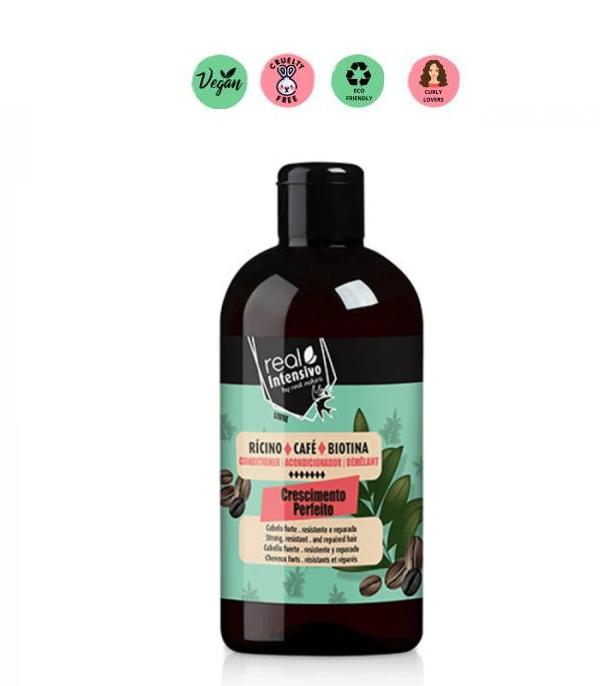 Vegan
CRUELTY
FREE
ECO
FRIENDLY
CURLY
LOVERS
real
Intensivo
by real natura
LIVRE
RÍCINO ♦ CAFÉ ♦ BIOTINA
CONDITIONER | ACONDICIONADOR | DÉMÊLANT
Crescimento
Perfeito
Cabelo forte . resistente e reparado
Strong, resistant . and repaired hair
Cabello fuerte . resistente y reparado
Cheveux forts . résistants et réparés